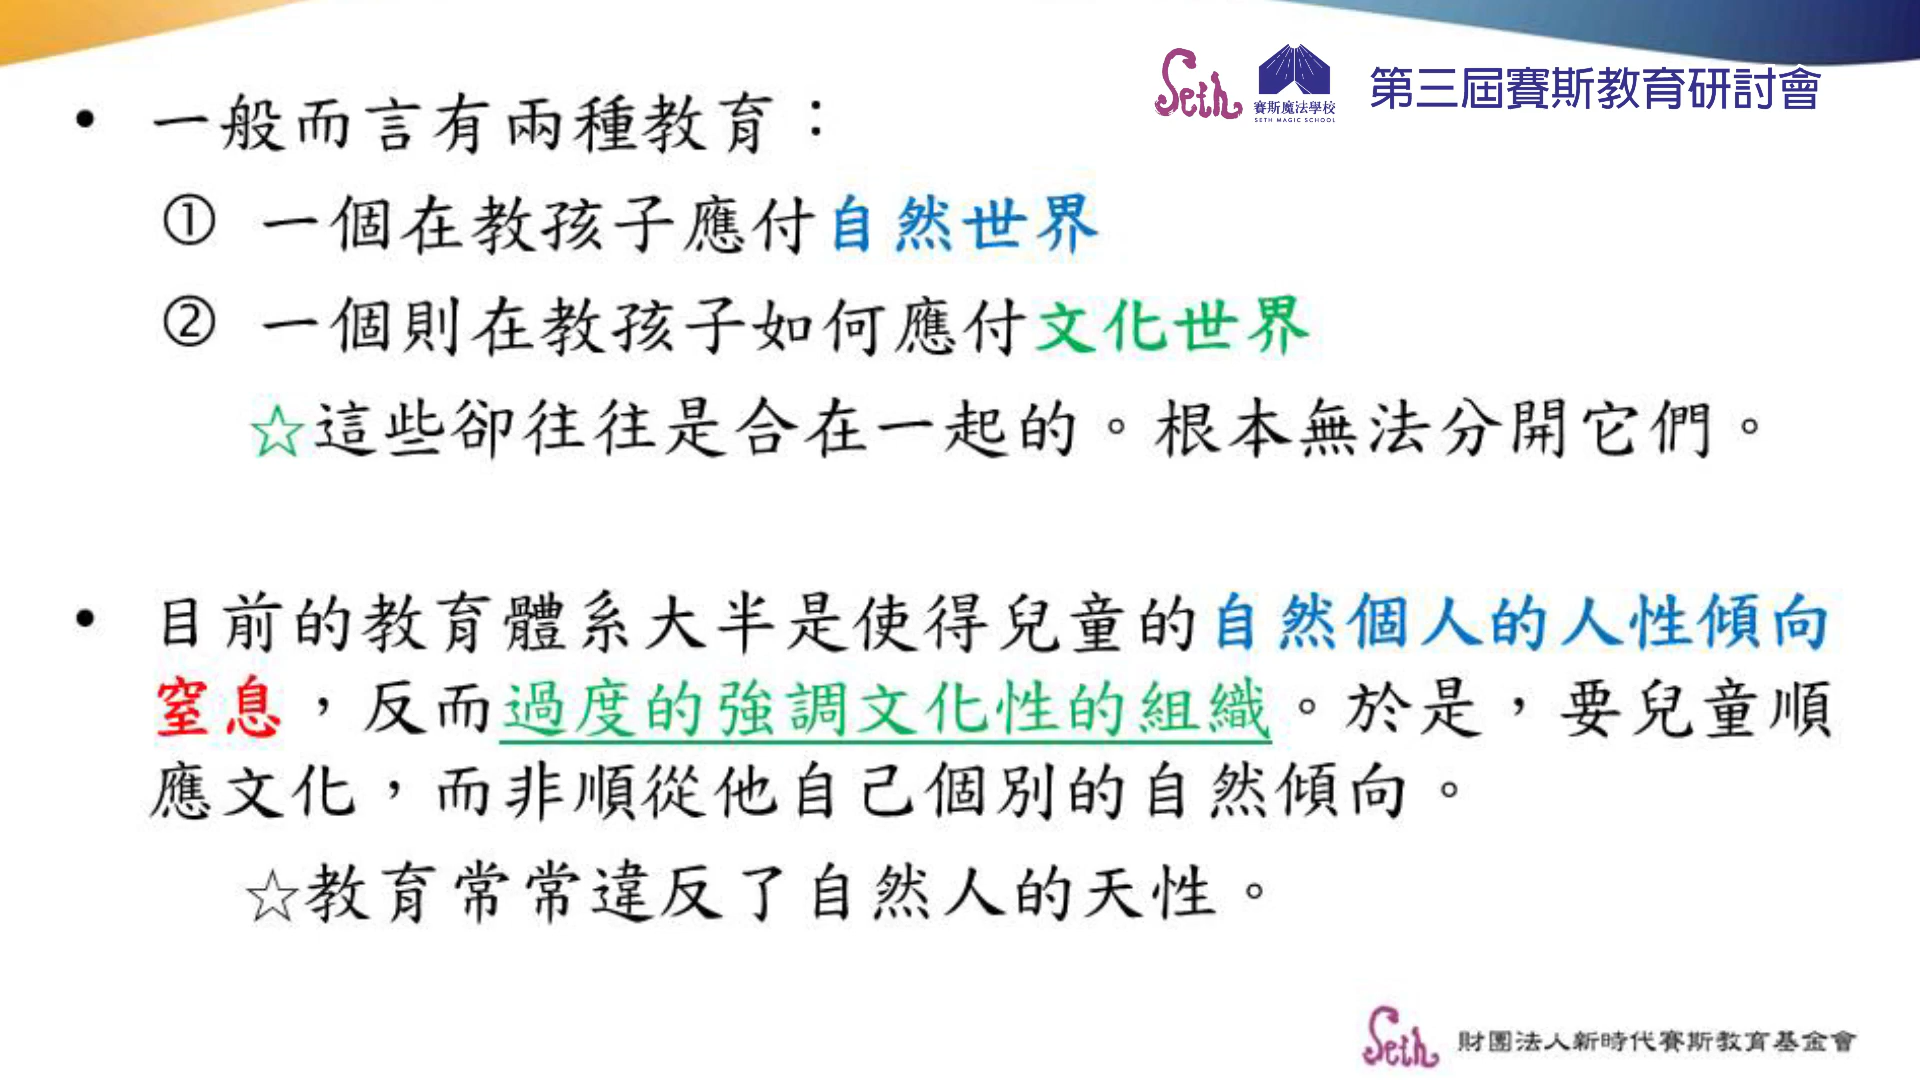 Seth 賽斯魔法學校 第三屆賽斯教育研討會
SETH MAGIC SCHOOL
• 一般而言有兩種教育：
① 一個在教孩子應付自然世界
② 一個則在教孩子如何應付文化世界
☆這些卻往往是合在一起的。根本無法分開它們。
• 目前的教育體系大半是使得兒童的自然個人的人性傾向
窒息，反而過度的強調文化性的組織。於是，要兒童順
應文化，而非順從他自己個別的自然傾向。
☆教育常常違反了自然人的天性。
Seth 財團法人新時代賽斯教育基金會